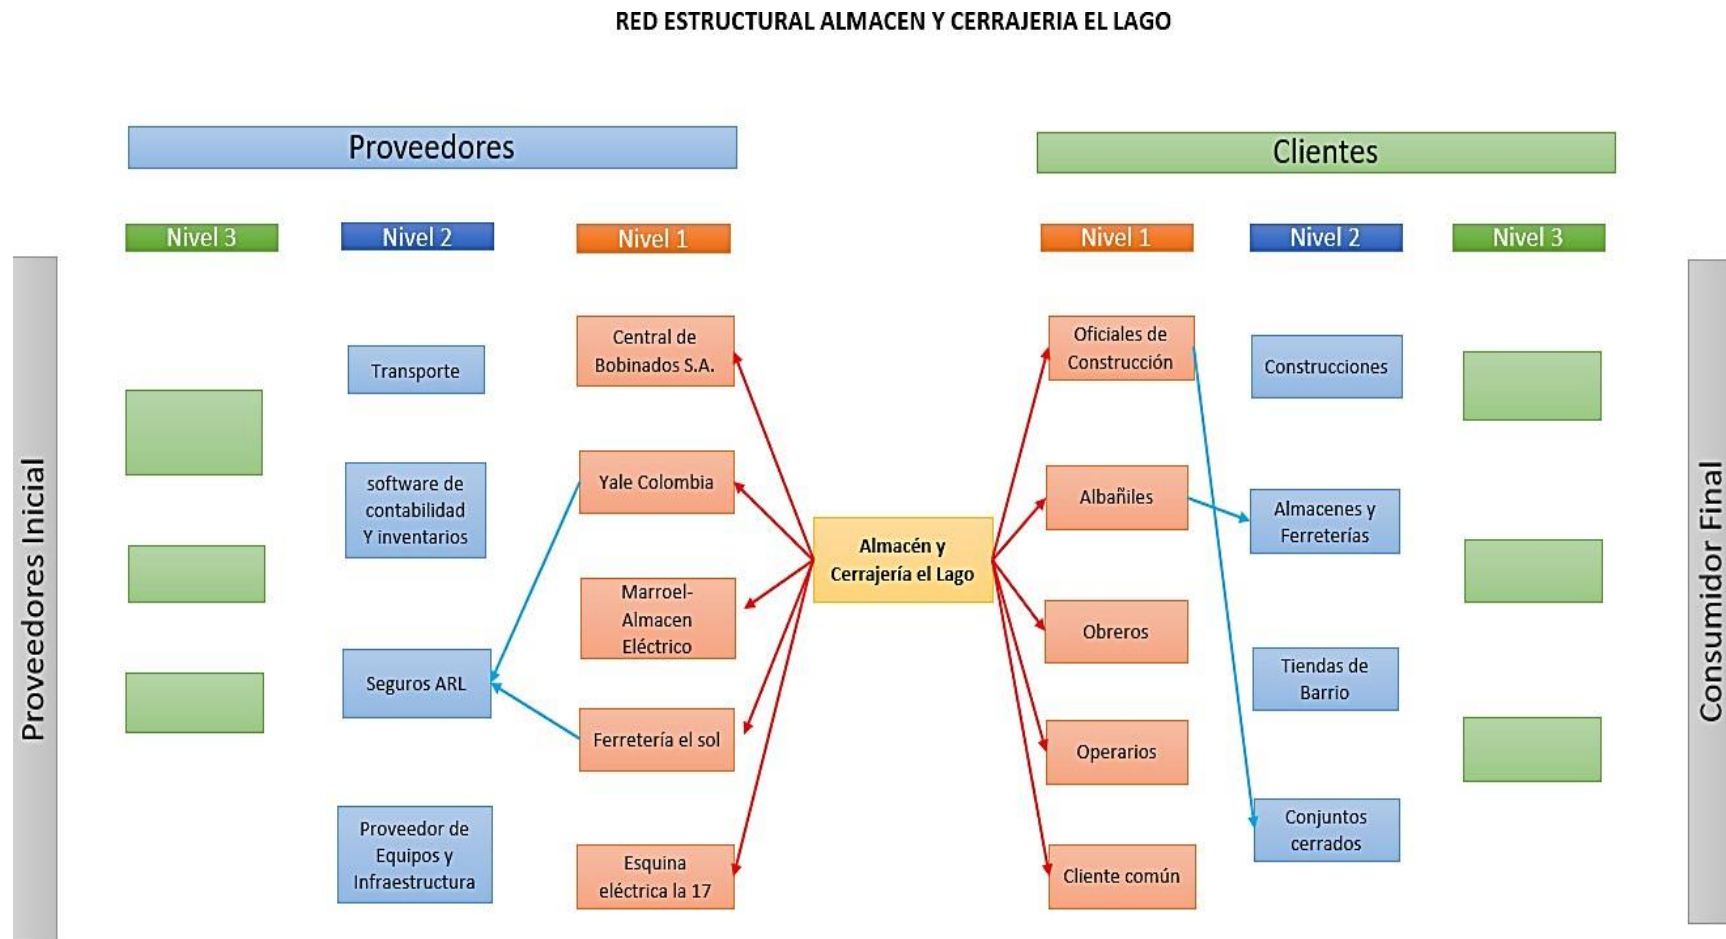 RED ESTRUCTURAL ALMACEN Y CERRAJERIA EL LAGO
Proveedores
Clientes
Nivel 3
Nivel 2
Nivel 1
Nivel 1
Nivel 2
Nivel 3
Proveedores Inicial
Transporte
software de
contabilidad
Y inventarios
Seguros ARL
Proveedor de
Equipos y
Infraestructura
Central de
Bobinados S.A.
Yale Colombia
Marroel-
Almacen
Eléctrico
Ferretería el sol
Esquina
eléctrica la 17
Almacén y
Cerrajería el Lago
Oficiales de
Construcción
Albañiles
Obreros
Operarios
Cliente común
Construcciones
Almacenes y
Ferreterías
Tiendas de
Barrio
Conjuntos
cerrados
Consumidor Final